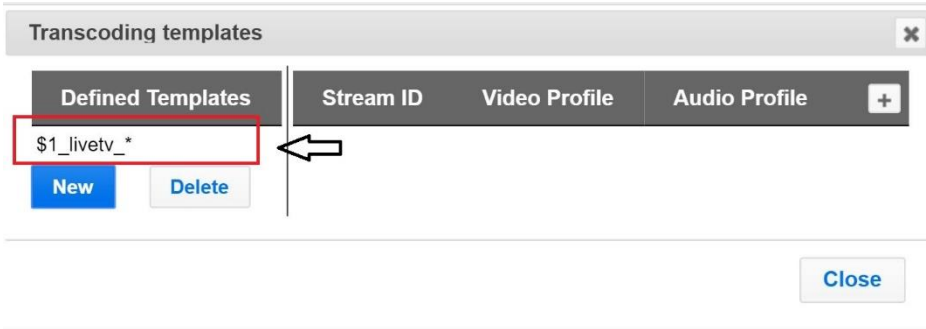 Transcoding templates
Defined Templates Stream ID Video Profile Audio Profile +
$1_livetv_*
New Delete
Close